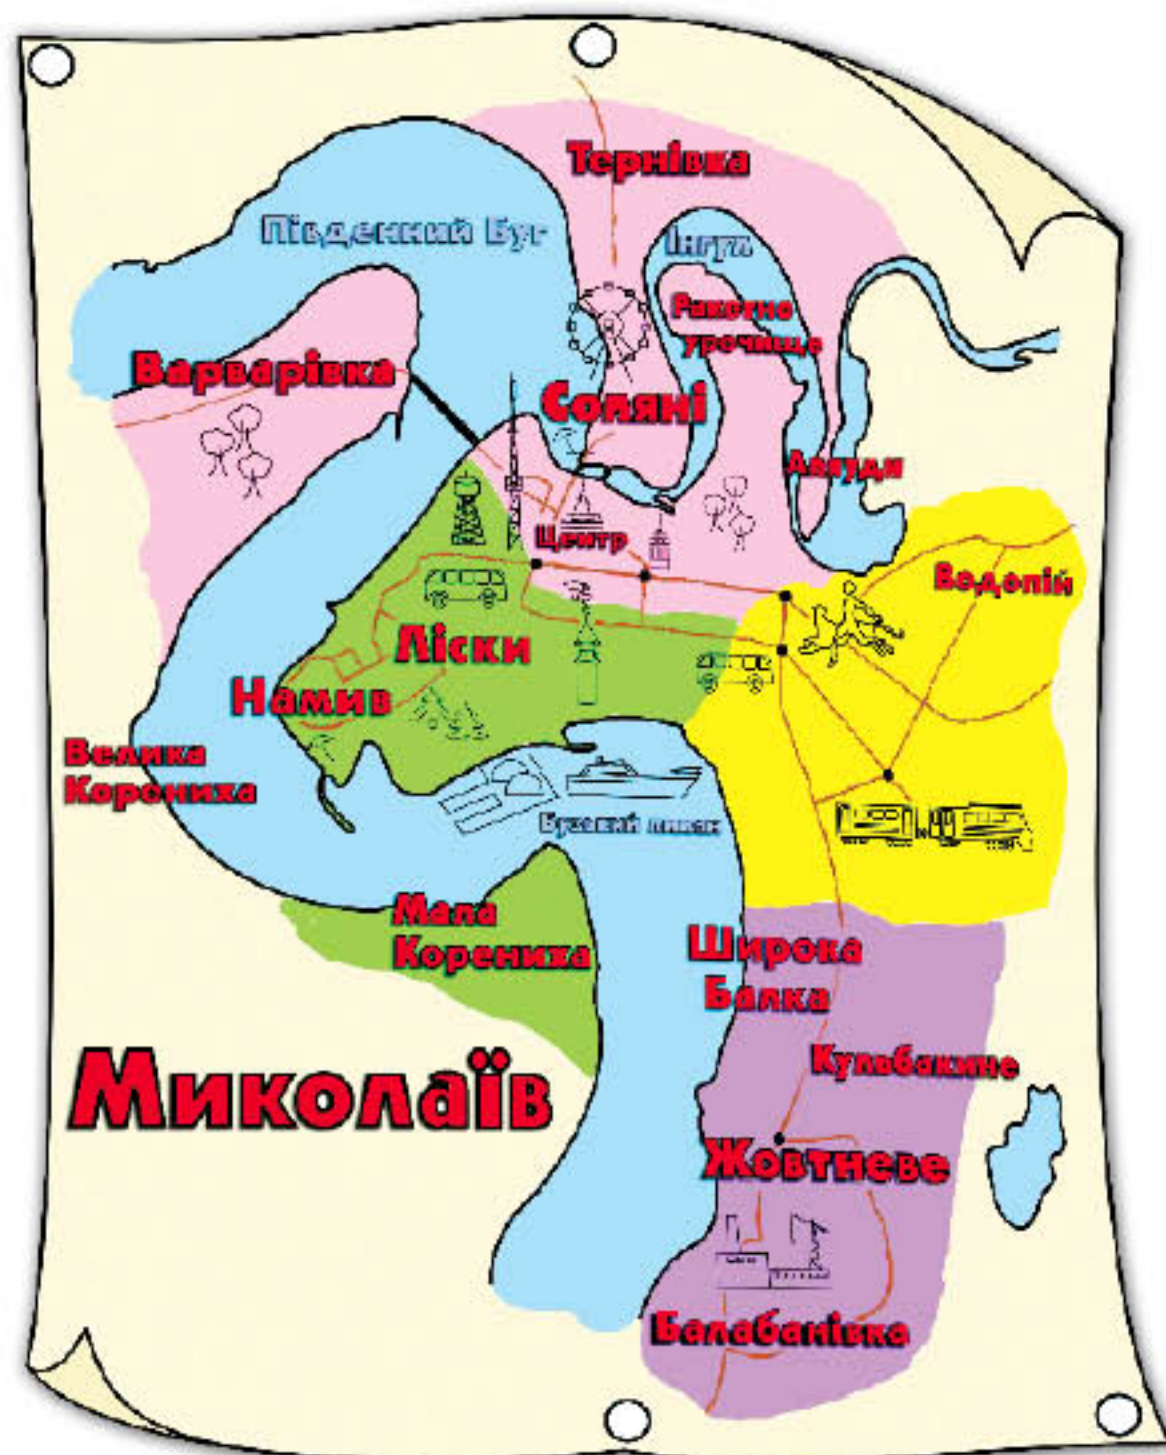 Тернівка
Південний Буг
Інгул
Ракетне
урочище
Варварівка
Соляні
Аляуди
Центр
Водопій
Ліски
Намив
Велика
Корениха
Бузький лиман
Мала
Корениха
Широка
Балка
Кульбакине
Миколаїв
Жовтневе
Балабанівка